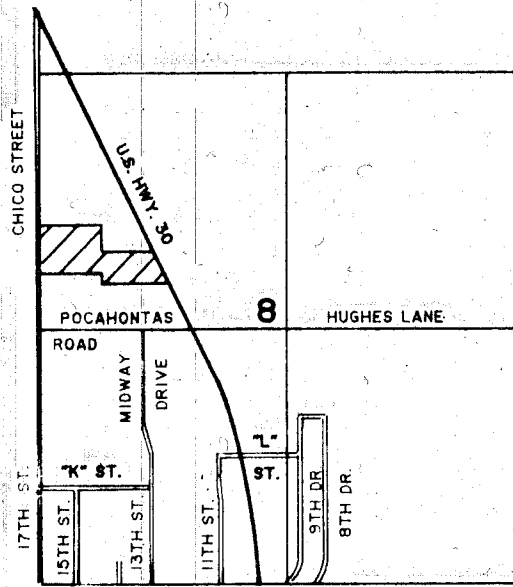 CHICO STREET
U.S. HWY. 30
POCAHONTAS
8
HUGHES LANE
ROAD
MIDWAY
DRIVE
"K" ST.
"L"
ST.
17TH ST.
15TH ST.
13TH ST.
11TH ST.
9TH DR
8TH DR.